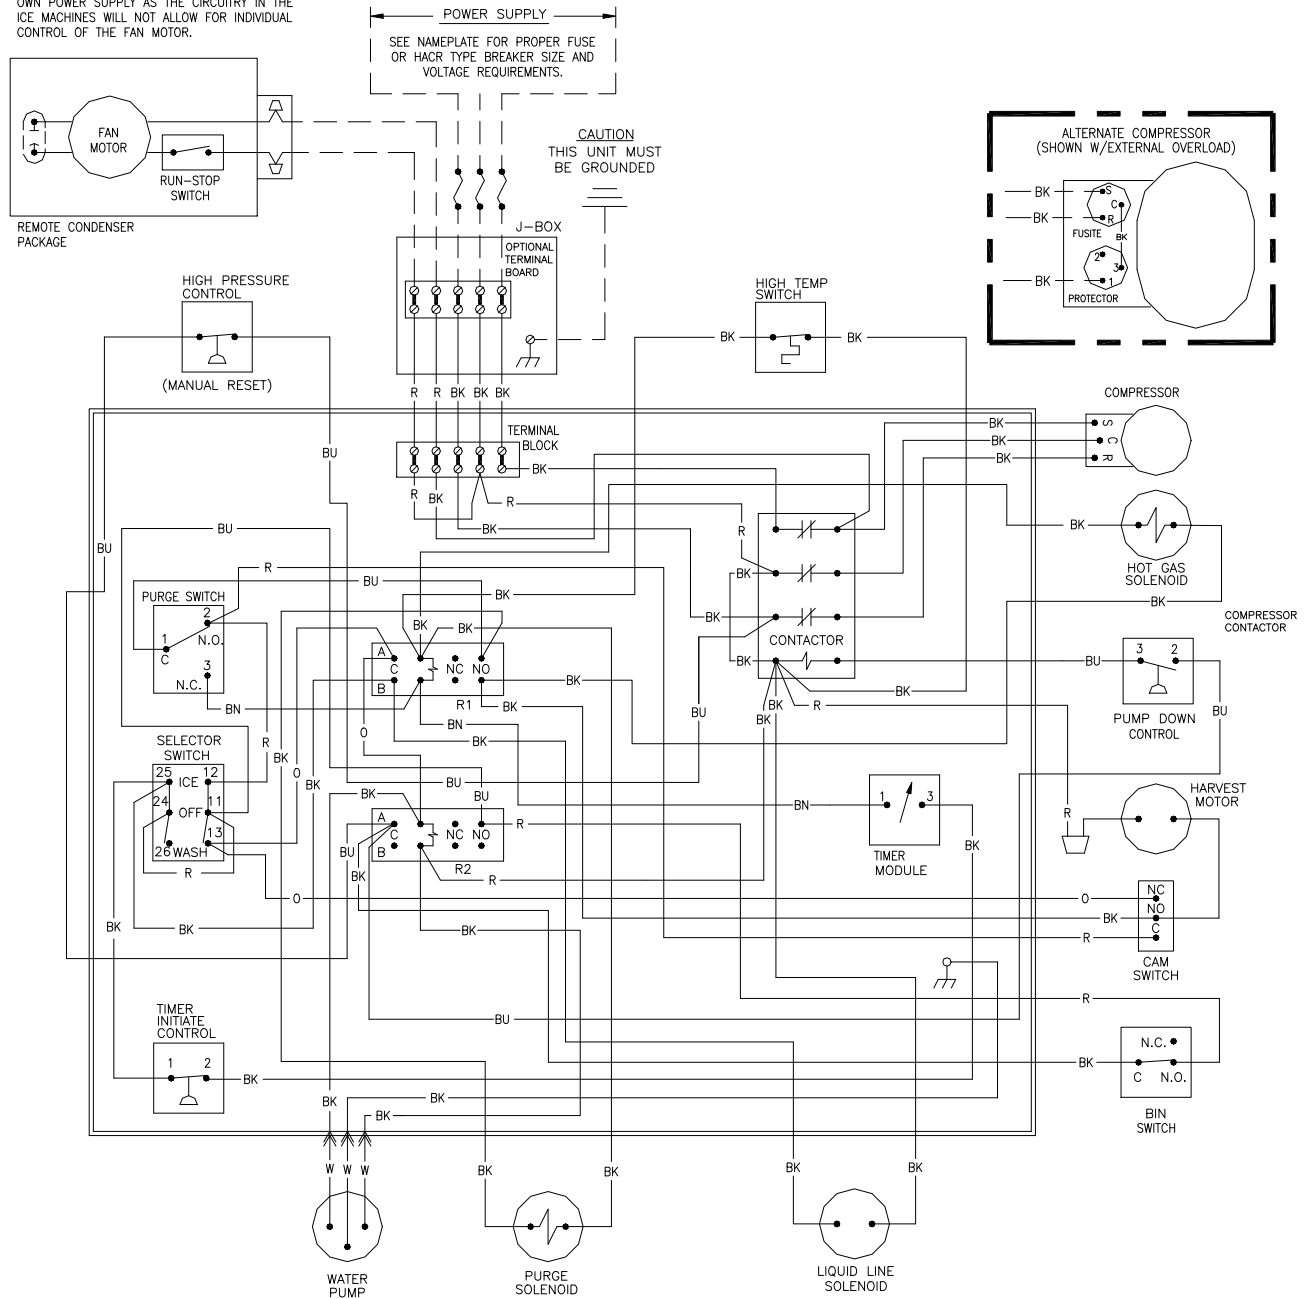 OWN POWER SUPPLY AS THE CIRCUITRY IN THE
ICE MACHINES WILL NOT ALLOW FOR INDIVIDUAL
CONTROL OF THE FAN MOTOR.
POWER SUPPLY
SEE NAMEPLATE FOR PROPER FUSE
OR HACR TYPE BREAKER SIZE AND
VOLTAGE REQUIREMENTS.
FAN
MOTOR
RUN-STOP
SWITCH
REMOTE CONDENSER
PACKAGE
CAUTION
THIS UNIT MUST
BE GROUNDED
J-BOX
OPTIONAL
TERMINAL
BOARD
ALTERNATE COMPRESSOR
(SHOWN W/EXTERNAL OVERLOAD)
BK
S
C
BK
R
FUSITE
BK
2
3
BK
1
PROTECTOR
HIGH PRESSURE
CONTROL
(MANUAL RESET)
HIGH TEMP
SWITCH
BK
BK
R R BK BK BK
COMPRESSOR
S
C
R
TERMINAL
BLOCK
BK
BK
BK
BK
BU
R BK
R
BK
BU
BU
R
BK
HOT GAS
SOLENOID
BK
COMPRESSOR
CONTACTOR
R
BU
BK
BK
BK
CONTACTOR
BK
PURGE SWITCH
2
N.O.
1
C
3
N.C.
BN
BK
BK
A
C
NC NO
B
R1
BK
BK
BN
BK
BU
3 2
PUMP DOWN
CONTROL
BU
BK
R
BK
BK
BU
SELECTOR
SWITCH
25 ICE 12
24 OFF 11
13
26 WASH
R
R
BK
O
BK
O
BU
BK
BU
A
C
NC NO
B
R2
R
R
BU
BK
BN
1 3
TIMER
MODULE
BK
HARVEST
MOTOR
R
O
O
NC
NO
C
BK
R
CAM
SWITCH
BK
BK
BK
R
BU
TIMER
INITIATE
CONTROL
1 2
BK
BK
N.C.
C N.O.
BIN
SWITCH
BK
BK
BK
W W W
BK
BK
BK
BK
WATER
PUMP
PURGE
SOLENOID
LIQUID LINE
SOLENOID